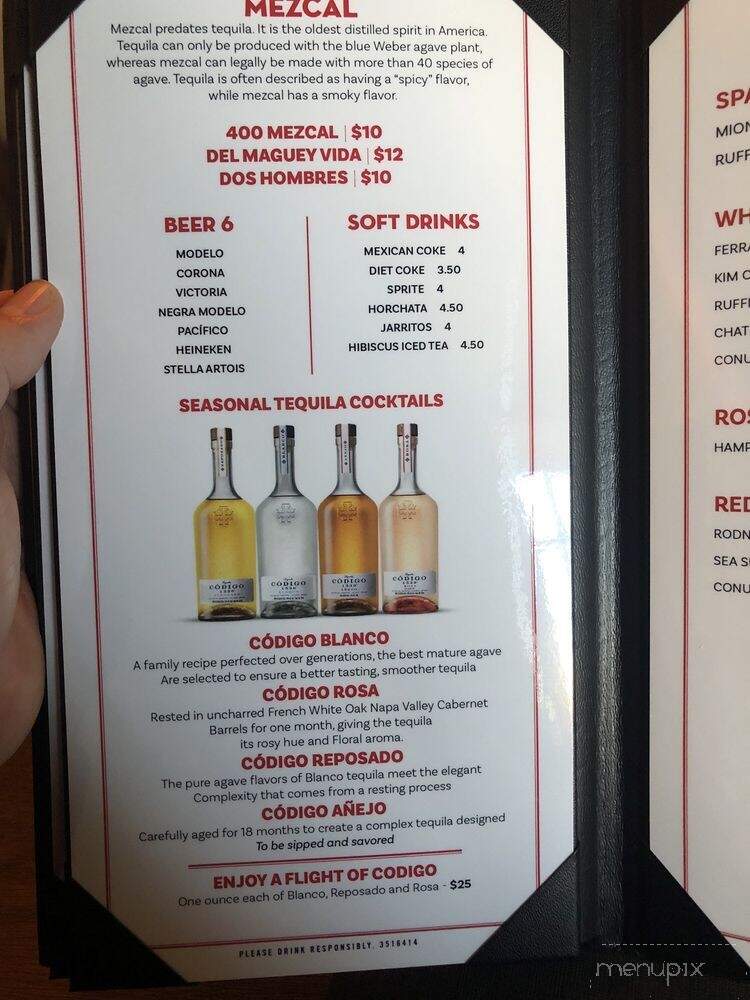 MEZCAL
Mezcal predates tequila. It is the oldest distilled spirit in America.
Tequila can only be produced with the blue Weber agave plant,
whereas mezcal can legally be made with more than 40 species of
agave. Tequila is often described as having a “spicy” flavor,
while mezcal has a smoky flavor.
400 MEZCAL | $10
DEL MAGUEY VIDA | $12
DOS HOMBRES | $10
BEER 6
MODELO
CORONA
VICTORIA
NEGRA MODELO
PACÍFICO
HEINEKEN
STELLA ARTOIS
SOFT DRINKS
MEXICAN COKE 4
DIET COKE 3.50
SPRITE 4
HORCHATA 4.50
JARRITOS 4
HIBISCUS ICED TEA 4.50
SEASONAL TEQUILA COCKTAILS
CÓDIGO
1530
CÓDIGO
1530
CÓDIGO
1530
CÓDIGO
1530
CÓDIGO BLANCO
A family recipe perfected over generations, the best mature agave
Are selected to ensure a better tasting, smoother tequila
CÓDIGO ROSA
Rested in uncharred French White Oak Napa Valley Cabernet
Barrels for one month, giving the tequila
its rosy hue and Floral aroma.
CÓDIGO REPOSADO
The pure agave flavors of Blanco tequila meet the elegant
Complexity that comes from a resting process
CÓDIGO AÑEJO
Carefully aged for 18 months to create a complex tequila designed
To be sipped and savored
ENJOY A FLIGHT OF CODIGO
One ounce each of Blanco, Reposado and Rosa - $25
PLEASE DRINK RESPONSIBLY. 3516414
SPA
MION
RUFF
WH
FERRA
KIM C
RUFF
CHAT
CONU
ROS
HAMP
RED
RODN
SEA S
CONU
menupix